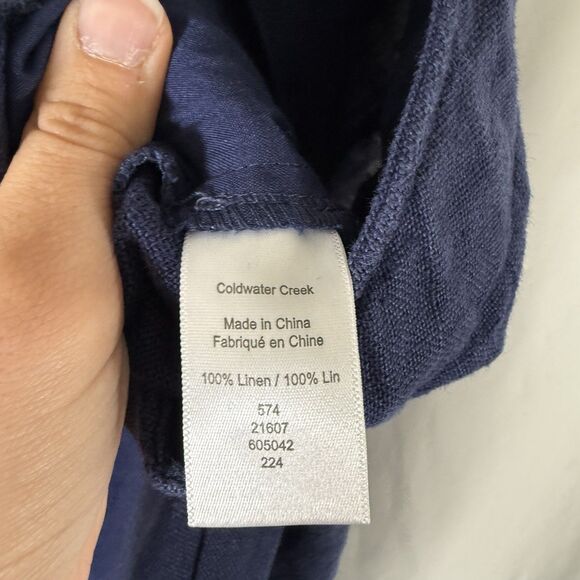 Coldwater Creek
Made in China
Fabriqué en Chine
100% Linen / 100% Lin
574
21607
605042
224